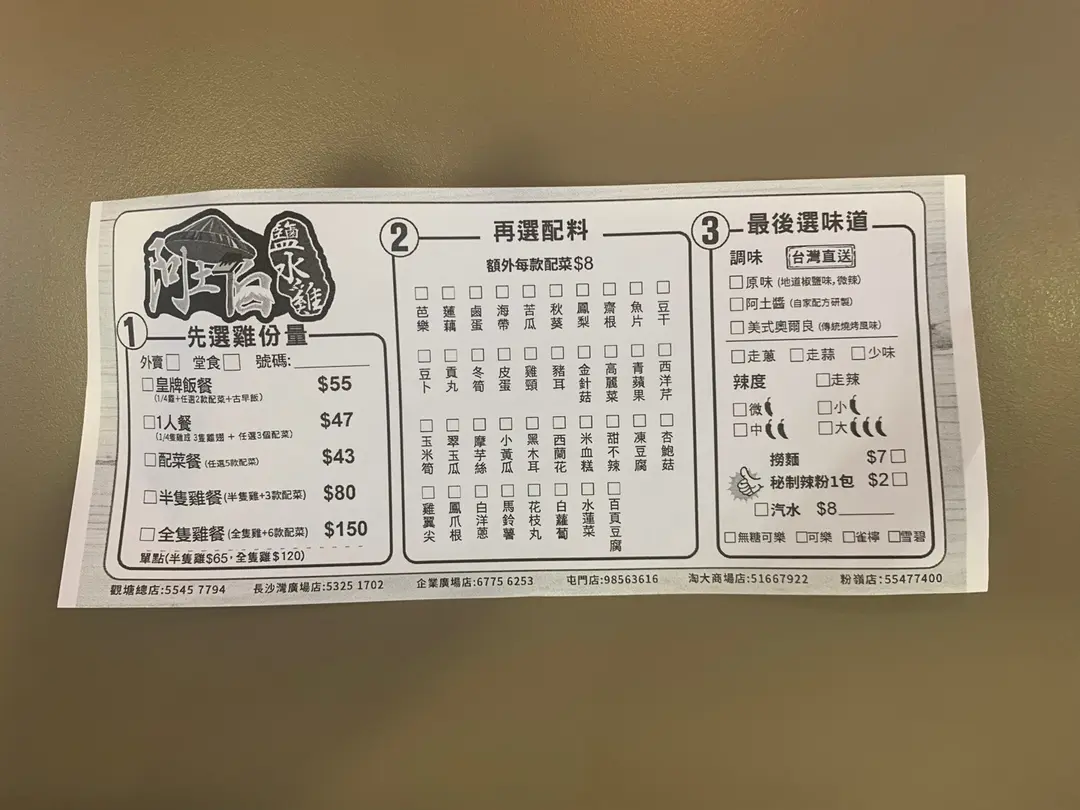 阿土伯
鹽水雞
1 先選雞份量
外賣□ 堂食□ 號碼:________
□皇牌飯餐 $55
(1/4雞+任選2款配菜+古早飯)
□1人餐 $47
(1/4隻雞或 3隻雞翅 + 任選3個配菜)
□配菜餐 (任選5款配菜) $43
□半隻雞餐 (半隻雞+3款配菜) $80
□全隻雞餐 (全隻雞+6款配菜) $150
單點(半隻雞$65,全隻雞$120)
2 再選配料
額外每款配菜$8
□芭樂 □蓮藕 □鹵蛋 □海帶 □苦瓜 □秋葵 □鳳梨 □齋根 □魚片 □豆干
□豆卜 □貢丸 □冬筍 □皮蛋 □雞頸 □豬耳 □金針菇 □高麗菜 □青蘋果 □西洋芹
□玉米筍 □翠玉瓜 □摩芋絲 □小黃瓜 □黑木耳 □西蘭花 □米血糕 □甜不辣 □凍豆腐 □杏鮑菇
□雞翼尖 □鳳爪根 □白洋蔥 □馬鈴薯 □花枝丸 □白蘿蔔 □水蓮菜 □百頁豆腐
3 最後選味道
調味 台灣直送
□原味 (地道椒鹽味,微辣)
□阿土醬 (自家配方研製)
□美式奧爾良 (傳統燒烤風味)
□走蔥 □走蒜 □少味
辣度 □走辣
□微 □小
□中 □大
撈麵 $7□
秘制辣粉1包 $2□
□汽水 $8______
□無糖可樂 □可樂 □雀檸 □雪碧
觀塘總店:5545 7794 長沙灣廣場店:5325 1702 企業廣場店:6775 6253 屯門店:98563616 淘大商場店:51667922 粉嶺店:55477400